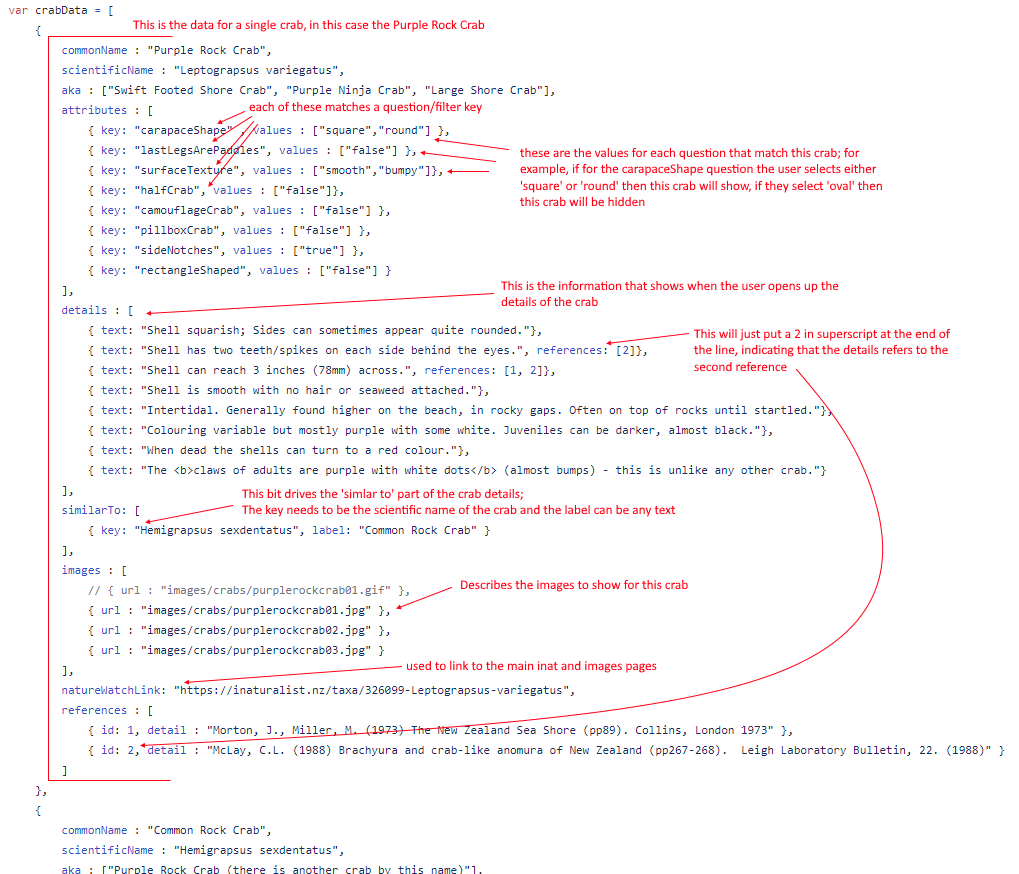 var crabData = [
This is the data for a single crab, in this case the Purple Rock Crab
{
commonName : "Purple Rock Crab",
scientificName : "Leptograpsus variegatus",
aka : ["Swift Footed Shore Crab", "Purple Ninja Crab", "Large Shore Crab"],
attributes : [
each of these matches a question/filter key
{ key: "carapaceShape", values : ["square","round"] },
{ key: "lastLegsArePaddles", values : ["false"] },
{ key: "surfaceTexture", values : ["smooth","bumpy"]},
{ key: "halfCrab", values : ["false"]},
{ key: "camouflageCrab", values : ["false"] },
{ key: "pillboxCrab", values : ["false"] },
{ key: "sideNotches", values : ["true"] },
{ key: "rectangleShaped", values : ["false"] }
these are the values for each question that match this crab; for
example, if for the carapaceShape question the user selects either
'square' or 'round' then this crab will show, if they select 'oval' then
this crab will be hidden
],
This is the information that shows when the user opens up the
details of the crab
details : [
{ text: "Shell squarish; Sides can sometimes appear quite rounded."},
{ text: "Shell has two teeth/spikes on each side behind the eyes.", references: [2]},
{ text: "Shell can reach 3 inches (78mm) across.", references: [1, 2]},
{ text: "Shell is smooth with no hair or seaweed attached."},
{ text: "Intertidal. Generally found higher on the beach, in rocky gaps. Often on top of rocks until startled."},
{ text: "Colouring variable but mostly purple with some white. Juveniles can be darker, almost black."},
{ text: "When dead the shells can turn to a red colour."},
{ text: "The <b>claws of adults are purple with white dots</b> (almost bumps) - this is unlike any other crab."}
This will just put a 2 in superscript at the end of
the line, indicating that the details refers to the
second reference
],
This bit drives the 'simlar to' part of the crab details;
The key needs to be the scientific name of the crab and the label can be any text
similarTo: [
{ key: "Hemigrapsus sexdentatus", label: "Common Rock Crab" }
],
images : [
// { url : "images/crabs/purplerockcrab01.gif" },
Describes the images to show for this crab
{ url : "images/crabs/purplerockcrab01.jpg" },
{ url : "images/crabs/purplerockcrab02.jpg" },
{ url : "images/crabs/purplerockcrab03.jpg" }
],
used to link to the main inat and images pages
natureWatchLink: "https://inaturalist.nz/taxa/326099-Leptograpsus-variegatus",
references : [
{ id: 1, detail : "Morton, J., Miller, M. (1973) The New Zealand Sea Shore (pp89). Collins, London 1973" },
{ id: 2, detail : "McLay, C.L. (1988) Brachyura and crab-like anomura of New Zealand (pp267-268).  Leigh Laboratory Bulletin, 22. (1988)" }
]
},
{
commonName : "Common Rock Crab",
scientificName : "Hemigrapsus sexdentatus",
aka : ["Purple Rock Crab (there is another crab by this name)"],